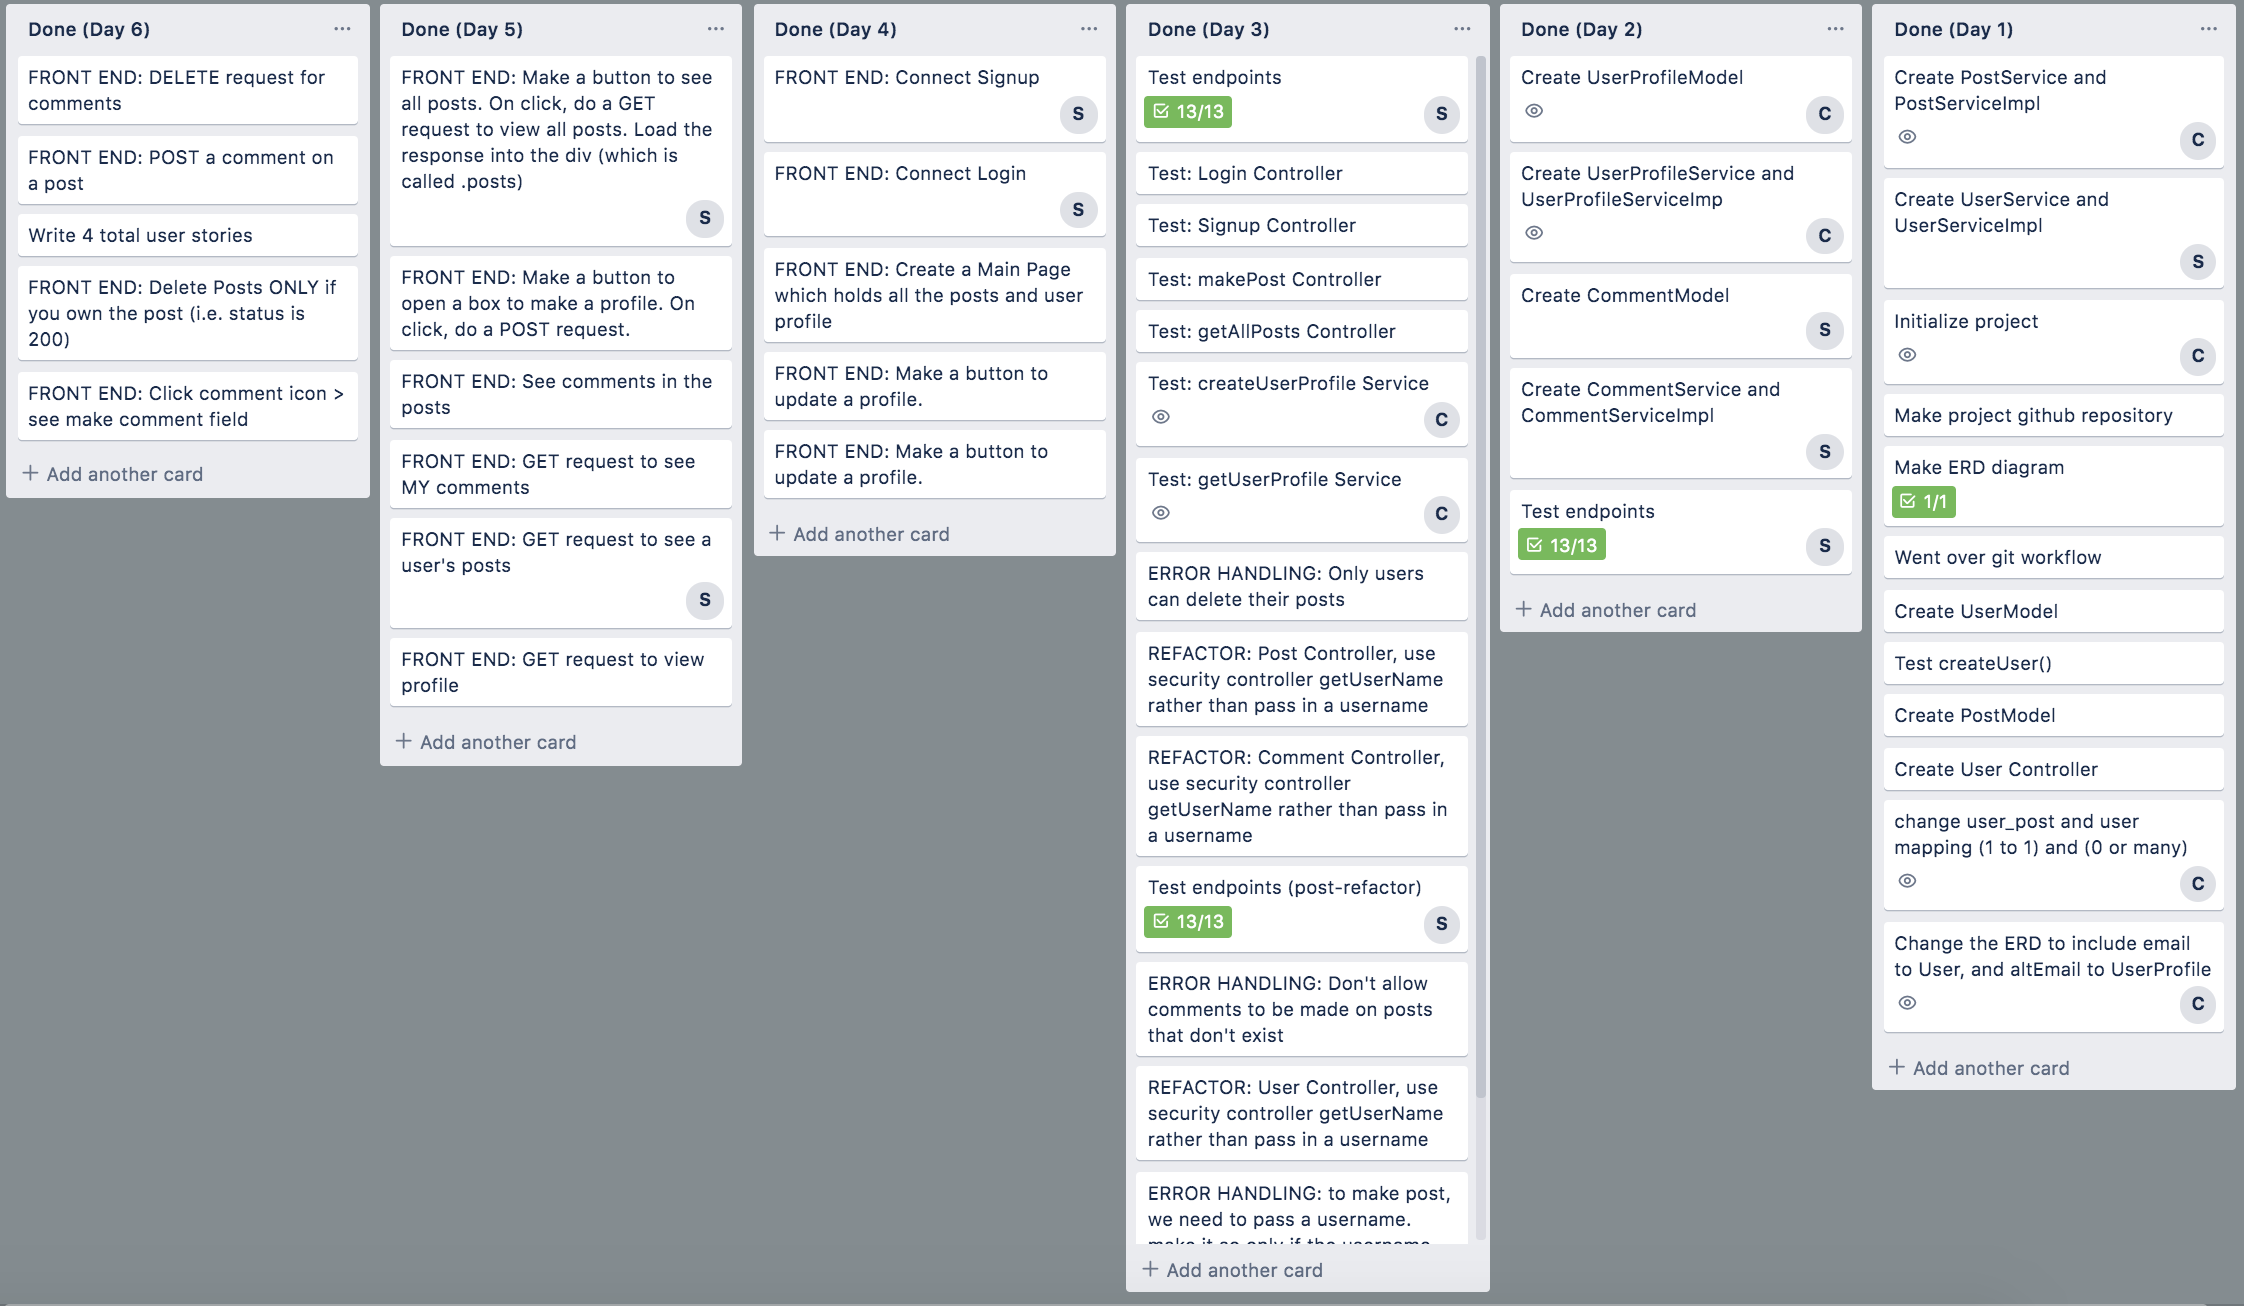 Done (Day 6)
FRONT END: DELETE request for
comments
FRONT END: POST a comment on
a post
Write 4 total user stories
FRONT END: Delete Posts ONLY if
you own the post (i.e. status is
200)
FRONT END: Click comment icon >
see make comment field
Add another card
Done (Day 5)
FRONT END: Make a button to see
all posts. On click, do a GET
request to view all posts. Load the
response into the div (which is
called .posts)
S
FRONT END: Make a button to
open a box to make a profile. On
click, do a POST request.
FRONT END: See comments in the
posts
FRONT END: GET request to see
MY comments
FRONT END: GET request to see a
user's posts
S
FRONT END: GET request to view
profile
Add another card
Done (Day 4)
FRONT END: Connect Signup
S
FRONT END: Connect Login
S
FRONT END: Create a Main Page
which holds all the posts and user
profile
FRONT END: Make a button to
update a profile.
FRONT END: Make a button to
update a profile.
Add another card
Done (Day 3)
Test endpoints
13/13
S
Test: Login Controller
Test: Signup Controller
Test: makePost Controller
Test: getAllPosts Controller
Test: createUserProfile Service
C
Test: getUserProfile Service
C
ERROR HANDLING: Only users
can delete their posts
REFACTOR: Post Controller, use
security controller getUserName
rather than pass in a username
REFACTOR: Comment Controller,
use security controller
getUserName rather than pass in
a username
Test endpoints (post-refactor)
13/13
S
ERROR HANDLING: Don't allow
comments to be made on posts
that don't exist
REFACTOR: User Controller, use
security controller getUserName
rather than pass in a username
ERROR HANDLING: to make post,
we need to pass a username.
make it so only if the username
Add another card
Done (Day 2)
Create UserProfileModel
C
Create UserProfileService and
UserProfileServiceImp
C
Create CommentModel
S
Create CommentService and
CommentServiceImpl
S
Test endpoints
13/13
S
Add another card
Done (Day 1)
Create PostService and
PostServiceImpl
C
Create UserService and
UserServiceImpl
S
Initialize project
C
Make project github repository
Make ERD diagram
1/1
Went over git workflow
Create UserModel
Test createUser()
Create PostModel
Create User Controller
change user_post and user
mapping (1 to 1) and (0 or many)
C
Change the ERD to include email
to User, and altEmail to UserProfile
C
Add another card